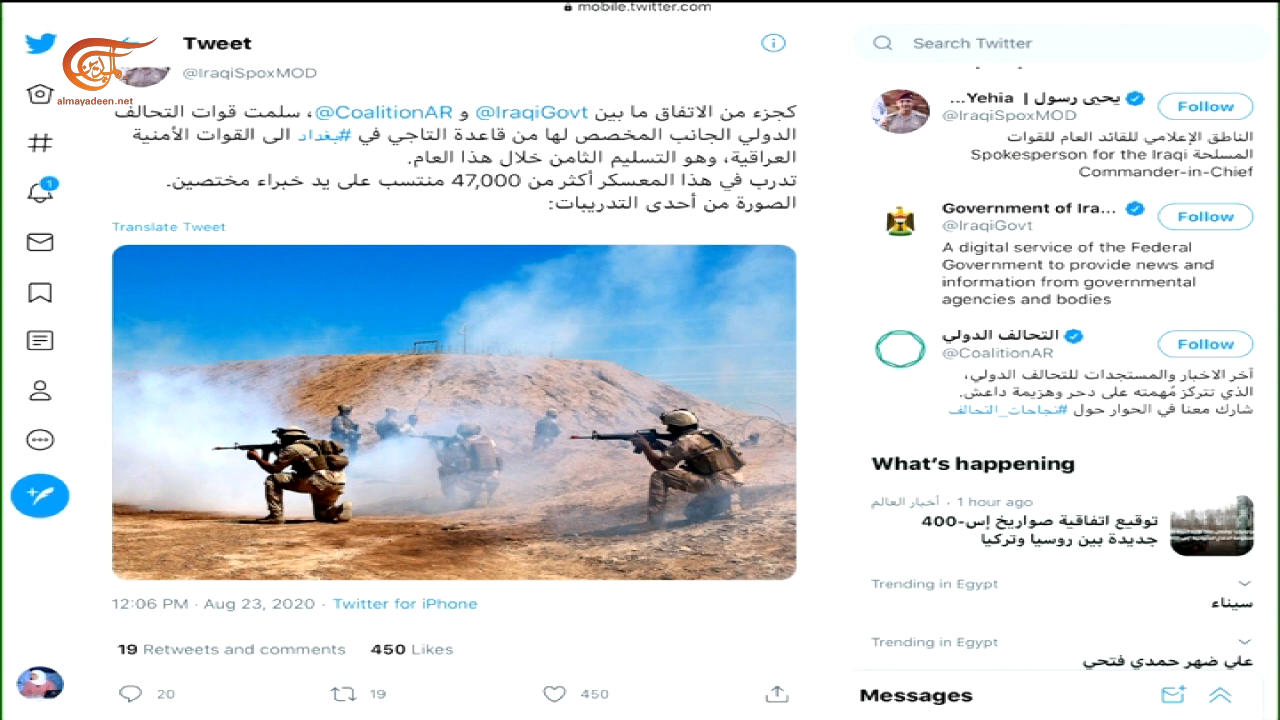 mobile.twitter.com
الميادين
almayadeen.net
Tweet
@IraqiSpoxMOD
كجزء من الاتفاق ما بين @IraqiGovt و @CoalitionAR، سلمت قوات التحالف
الدولي الجانب المخصص لها من قاعدة التاجي في #بغداد الى القوات الأمنية
العراقية، وهو التسليم الثامن خلال هذا العام.
تدرب في هذا المعسكر أكثر من 47,000 منتسب على يد خبراء مختصين.
الصورة من أحدى التدريبات:
Translate Tweet
12:06 PM · Aug 23, 2020 · Twitter for iPhone
19 Retweets and comments 450 Likes
20 19 450
Search Twitter
يحيى رسول | Yehia...
@IraqiSpoxMOD
Follow
الناطق الإعلامي للقائد العام للقوات
المسلحة Spokesperson for the Iraqi
Commander-in-Chief
Government of Ira...
@IraqiGovt
Follow
A digital service of the Federal
Government to provide news and
information from governmental
agencies and bodies
التحالف الدولي
@CoalitionAR
Follow
آخر الاخبار والمستجدات للتحالف الدولي،
الذي تتركز مُهمته على دحر وهزيمة داعش.
شارك معنا في الحوار حول #نجاحات_التحالف
What's happening
أخبار العالم · 1 hour ago
توقيع اتفاقية صواريخ إس-400
جديدة بين روسيا وتركيا
Trending in Egypt
سيناء
Trending in Egypt
علي ضهر حمدي فتحي
Messages
1